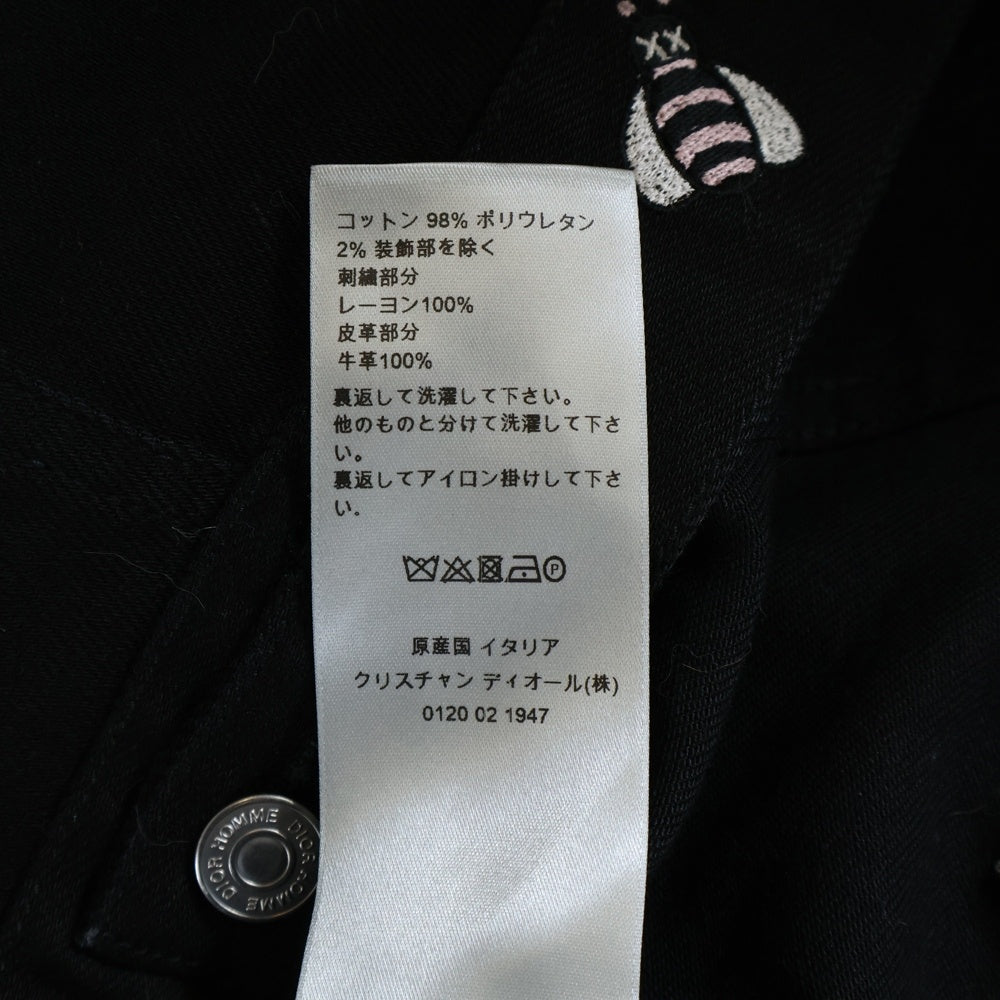 XX
コットン 98% ポリウレタン
2% 装飾部を除く
刺繍部分
レーヨン100%
皮革部分
牛革100%
裏返して洗濯して下さい。
他のものと分けて洗濯して下さ
い。
裏返してアイロン掛けして下さ
い.
P
原産国 イタリア
クリスチャン ディオール(株)
0120 02 1947
DIOR HOMME DIOR HOMME